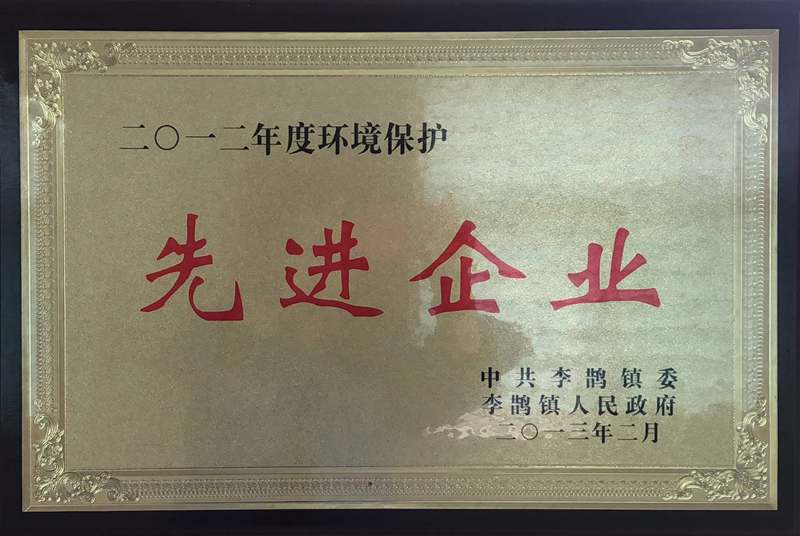 二〇一二年度环境保护
先进企业
中共李鹊镇委
李鹊镇人民政府
二〇一三年二月